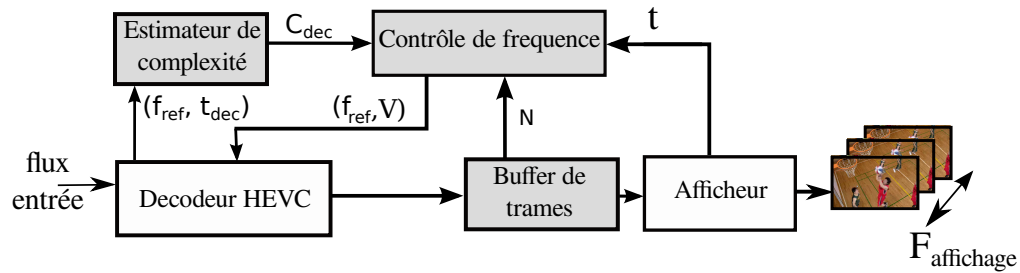 Estimateur de
complexité
C_dec
Contrôle de frequence
t
(f_ref, t_dec)
(f_ref,V)
N
flux
entrée
Decodeur HEVC
Buffer de
trames
Afficheur
F_affichage